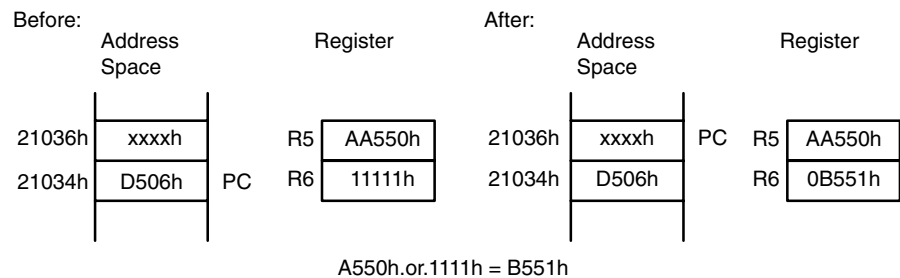 Before: After:
Address Space Register Address Space Register
21036h xxxxh R5 AA550h 21036h xxxxh PC R5 AA550h
21034h D506h PC R6 11111h 21034h D506h R6 0B551h
A550h.or.1111h = B551h